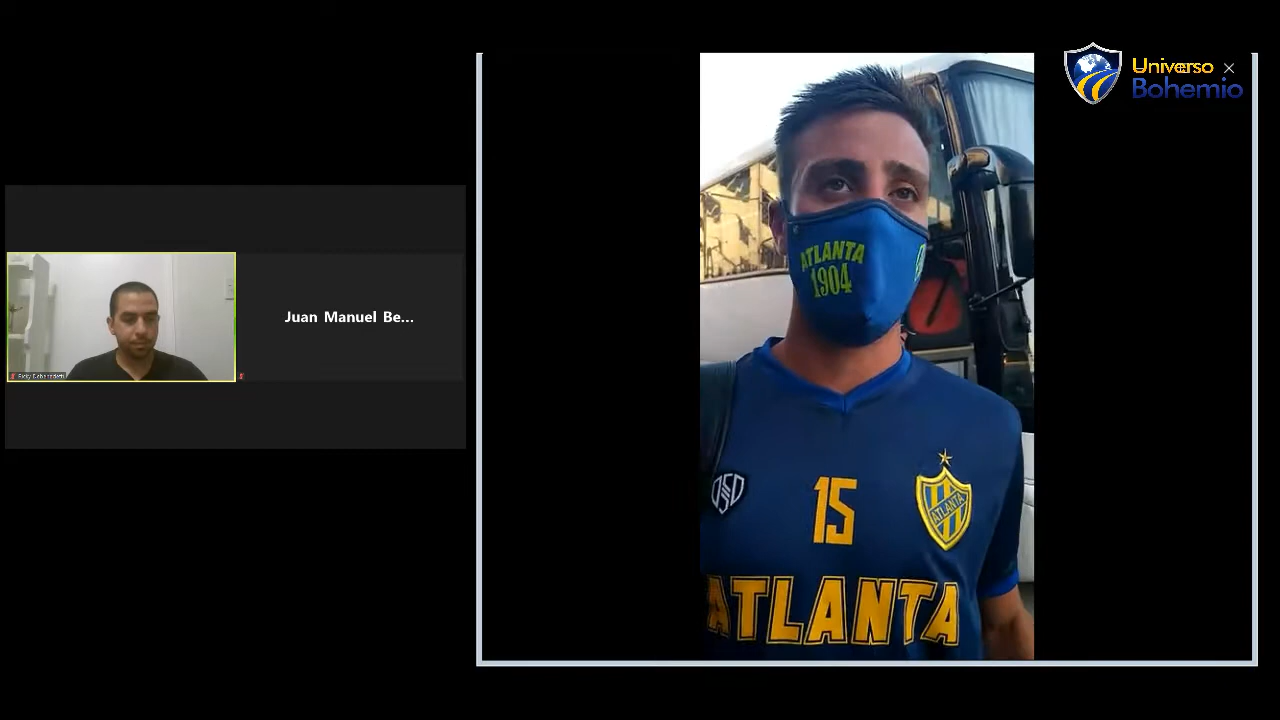 Universo
Bohemio
Juan Manuel Be...
ATLANTA
1904
15
ATLANTA
ATLANTA